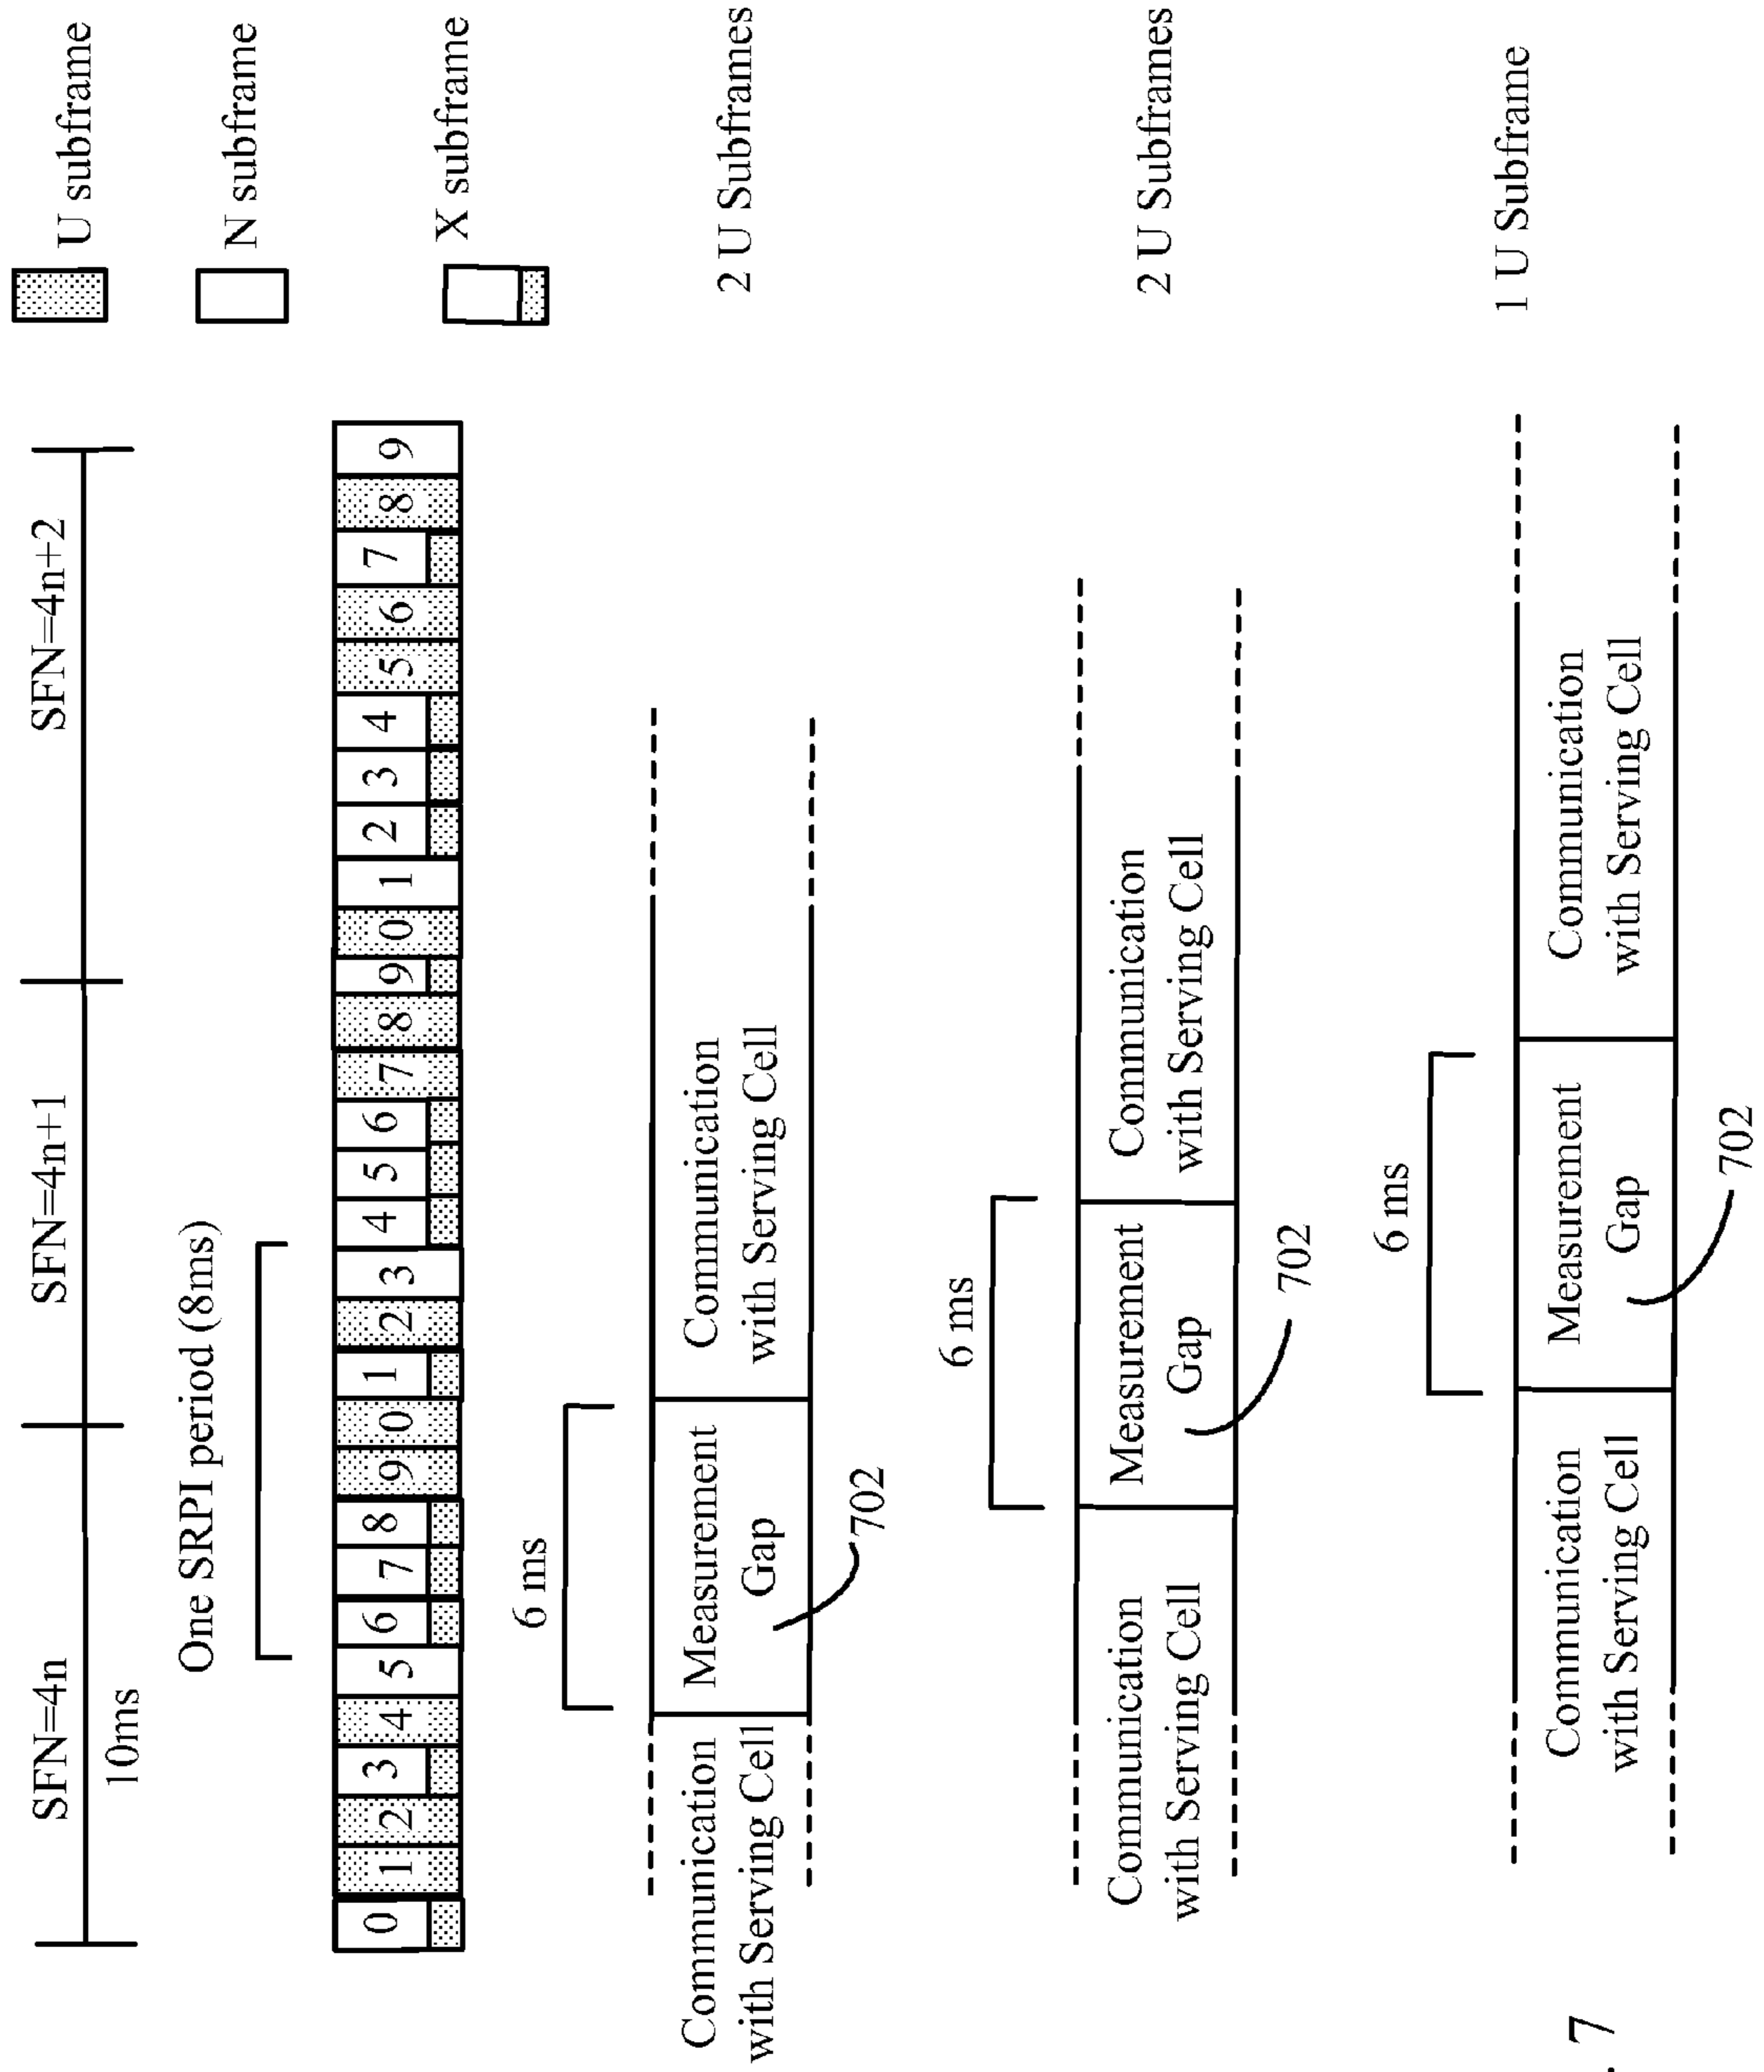 SFN=4n
SFN=4n+1
SFN=4n+2
10ms
One SRPI period (8ms)
0 1 2 3 4 5 6 7 8 9 0 1 2 3 4 5 6 7 8 9 0 1 2 3 4 5 6 7 8 9
U subframe
N subframe
X subframe
6 ms
Communication
with Serving Cell
Measurement
Gap
Communication
with Serving Cell
702
2 U Subframes
6 ms
Communication
with Serving Cell
Measurement
Gap
Communication
with Serving Cell
702
2 U Subframes
6 ms
Communication
with Serving Cell
Measurement
Gap
Communication
with Serving Cell
702
1 U Subframe
. 7